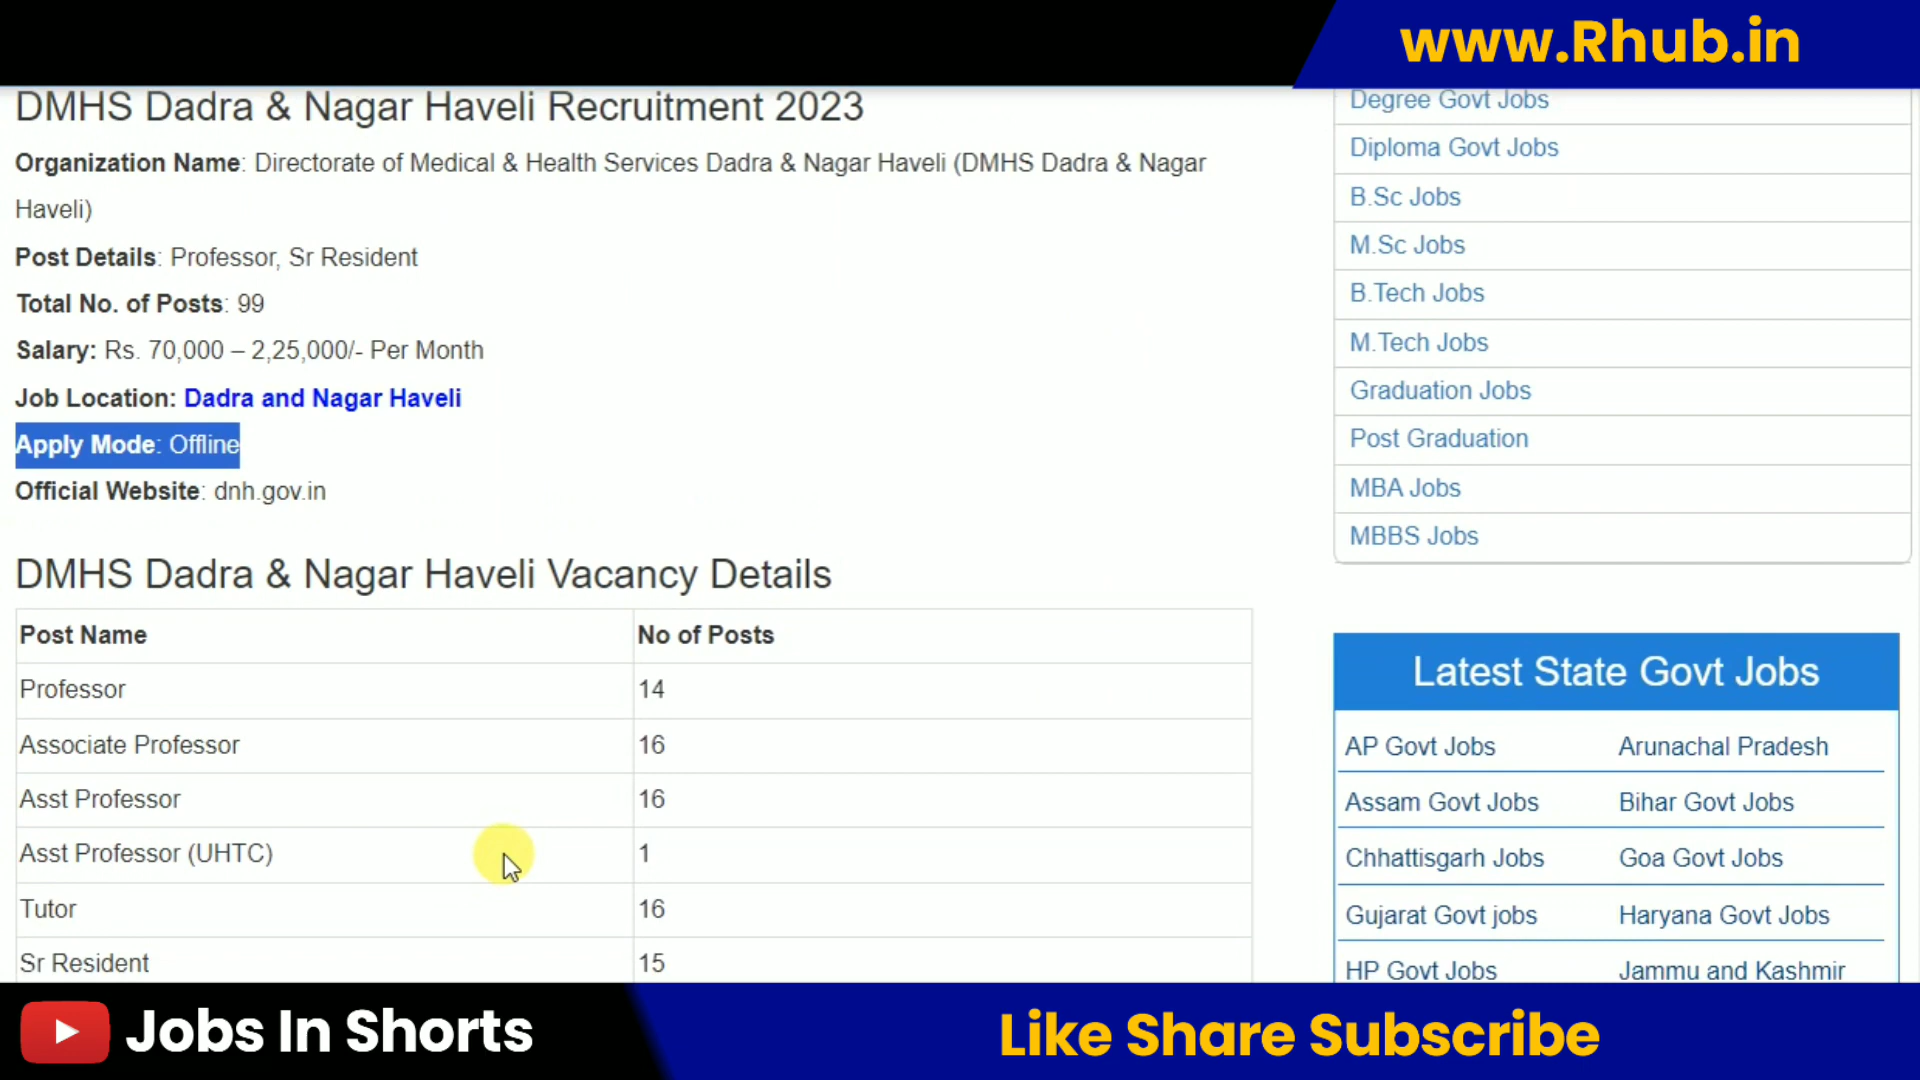 www.Rhub.in
DMHS Dadra & Nagar Haveli Recruitment 2023
Organization Name: Directorate of Medical & Health Services Dadra & Nagar Haveli (DMHS Dadra & Nagar
Haveli)
Post Details: Professor, Sr Resident
Total No. of Posts: 99
Salary: Rs. 70,000 – 2,25,000/- Per Month
Job Location: Dadra and Nagar Haveli
Apply Mode: Offline
Official Website: dnh.gov.in
DMHS Dadra & Nagar Haveli Vacancy Details
Post Name No of Posts
Professor 14
Associate Professor 16
Asst Professor 16
Asst Professor (UHTC) 1
Tutor 16
Sr Resident 15
Degree Govt Jobs
Diploma Govt Jobs
B.Sc Jobs
M.Sc Jobs
B.Tech Jobs
M.Tech Jobs
Graduation Jobs
Post Graduation
MBA Jobs
MBBS Jobs
Latest State Govt Jobs
AP Govt Jobs Arunachal Pradesh
Assam Govt Jobs Bihar Govt Jobs
Chhattisgarh Jobs Goa Govt Jobs
Gujarat Govt jobs Haryana Govt Jobs
HP Govt Jobs Jammu and Kashmir
Jobs In Shorts
Like Share Subscribe